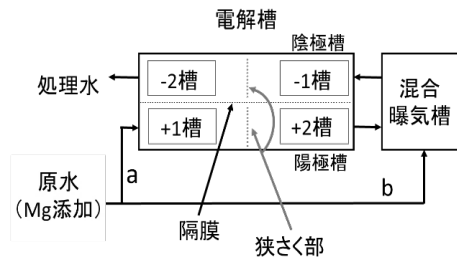 電解槽
陰極槽
処理水
-2槽
-1槽
混合
曝気槽
+1槽
+2槽
陽極槽
a
b
原水
（Mg添加）
隔膜
狭さく部